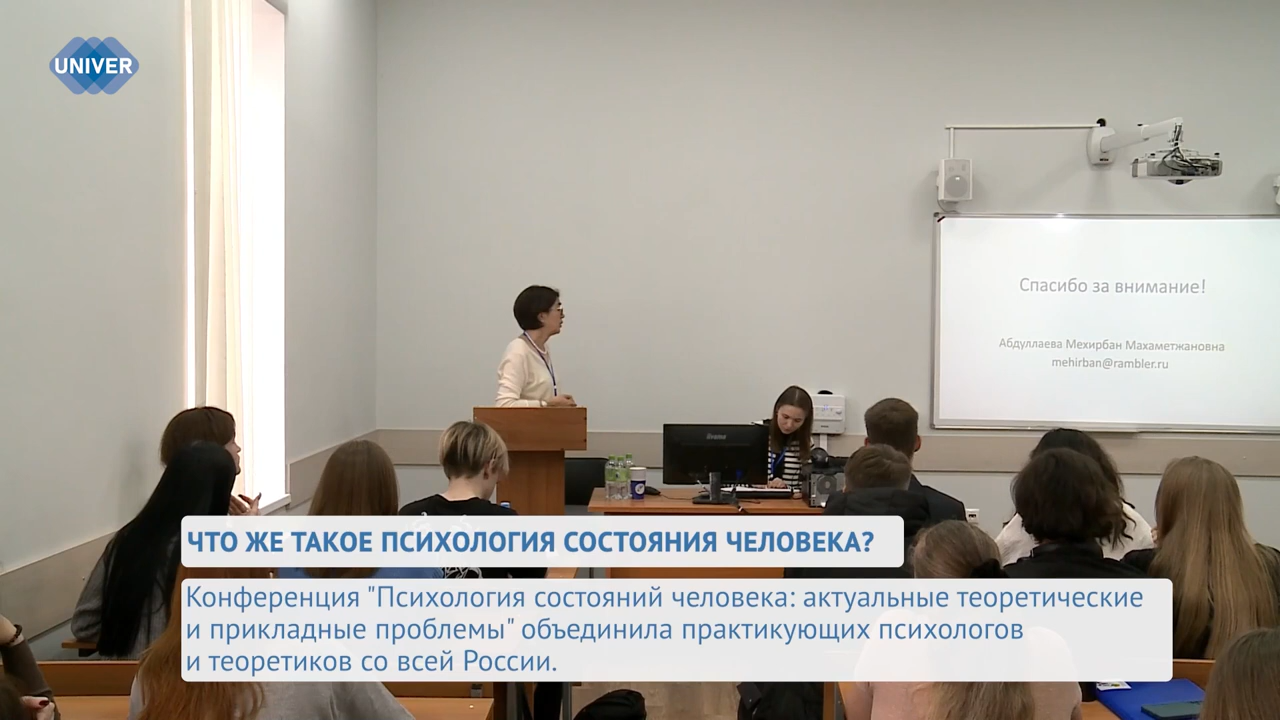 UNIVER
Спасибо за внимание!
Абдуллаева Мехирбан Махаметжановна
mehirban@rambler.ru
ЧТО ЖЕ ТАКОЕ ПСИХОЛОГИЯ СОСТОЯНИЯ ЧЕЛОВЕКА?
Конференция "Психология состояний человека: актуальные теоретические
и прикладные проблемы" объединила практикующих психологов
и теоретиков со всей России.